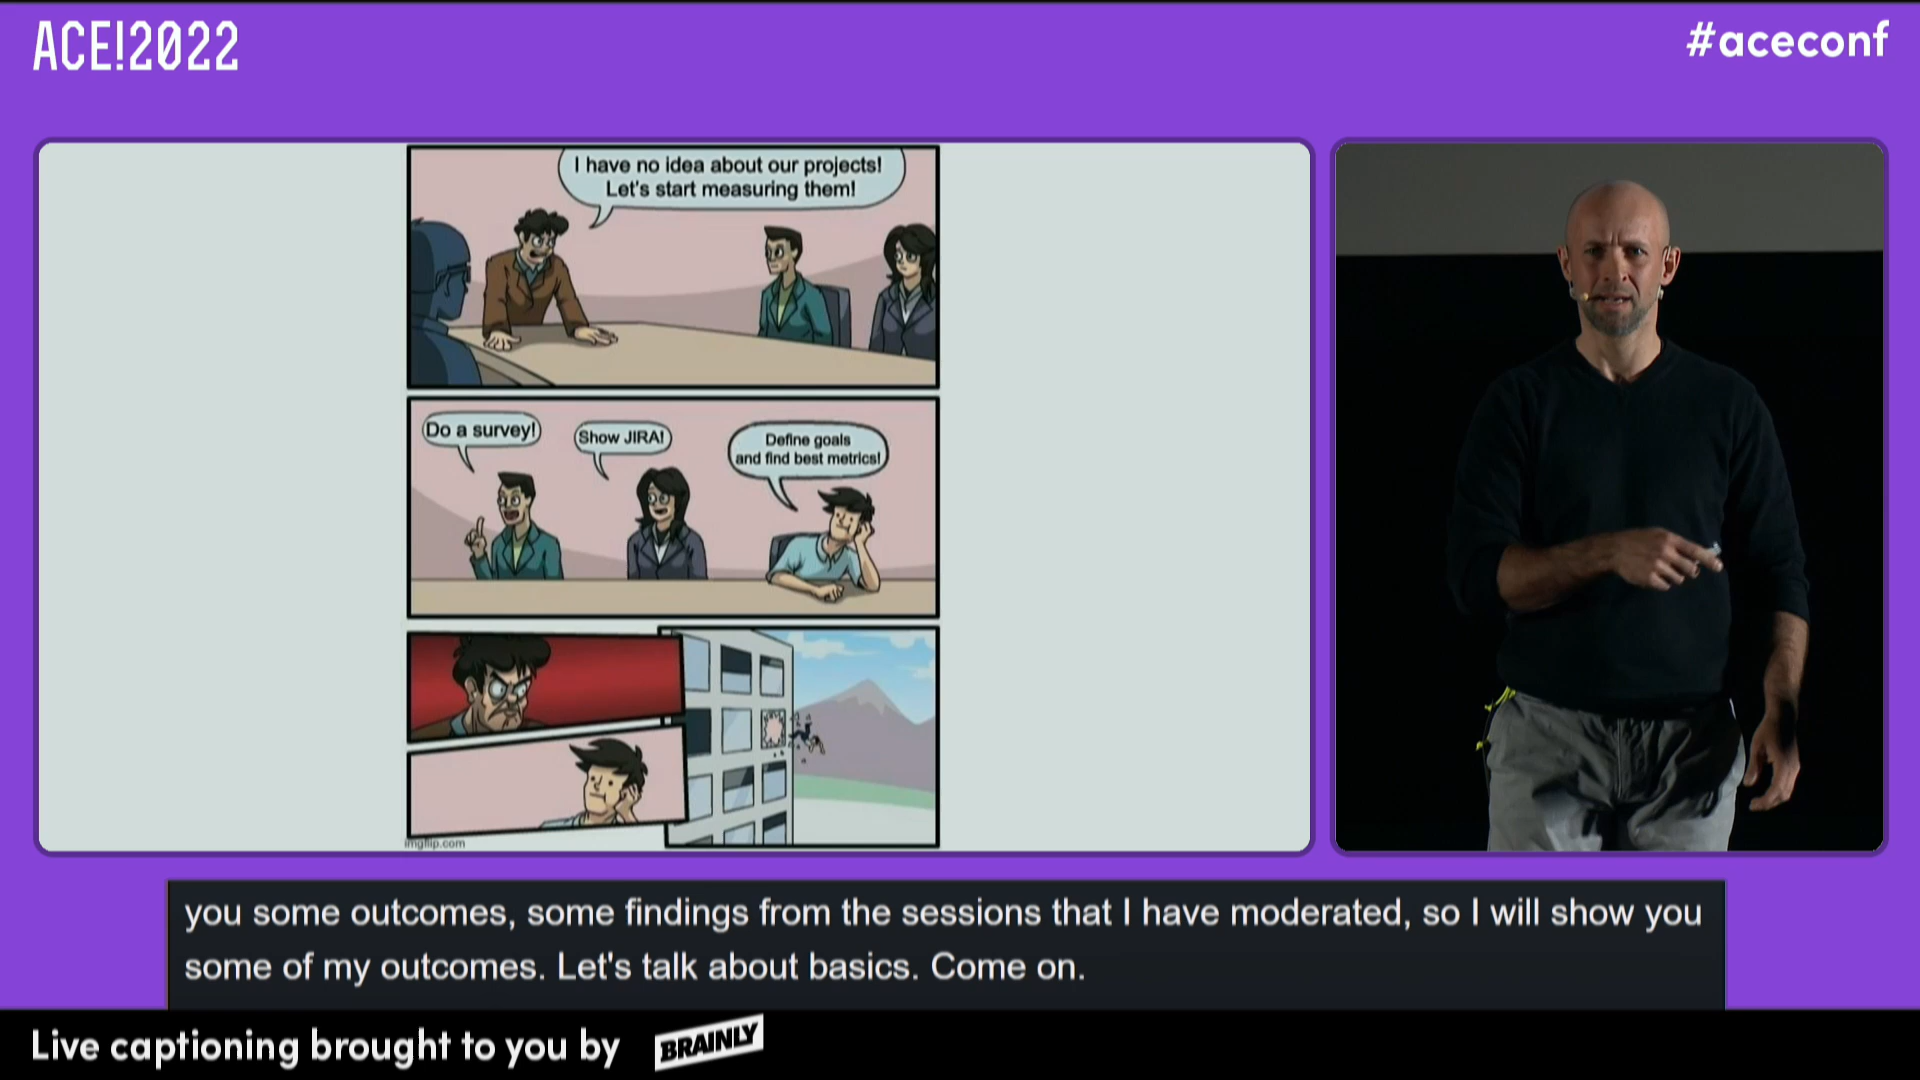 ACE!2022
#aceconf
I have no idea about our projects!
Let's start measuring them!
Do a survey!
Show JIRA!
Define goals
and find best metrics!
imgflip.com
you some outcomes, some findings from the sessions that I have moderated, so I will show you
some of my outcomes. Let's talk about basics. Come on.
Live captioning brought to you by
BRAINLY